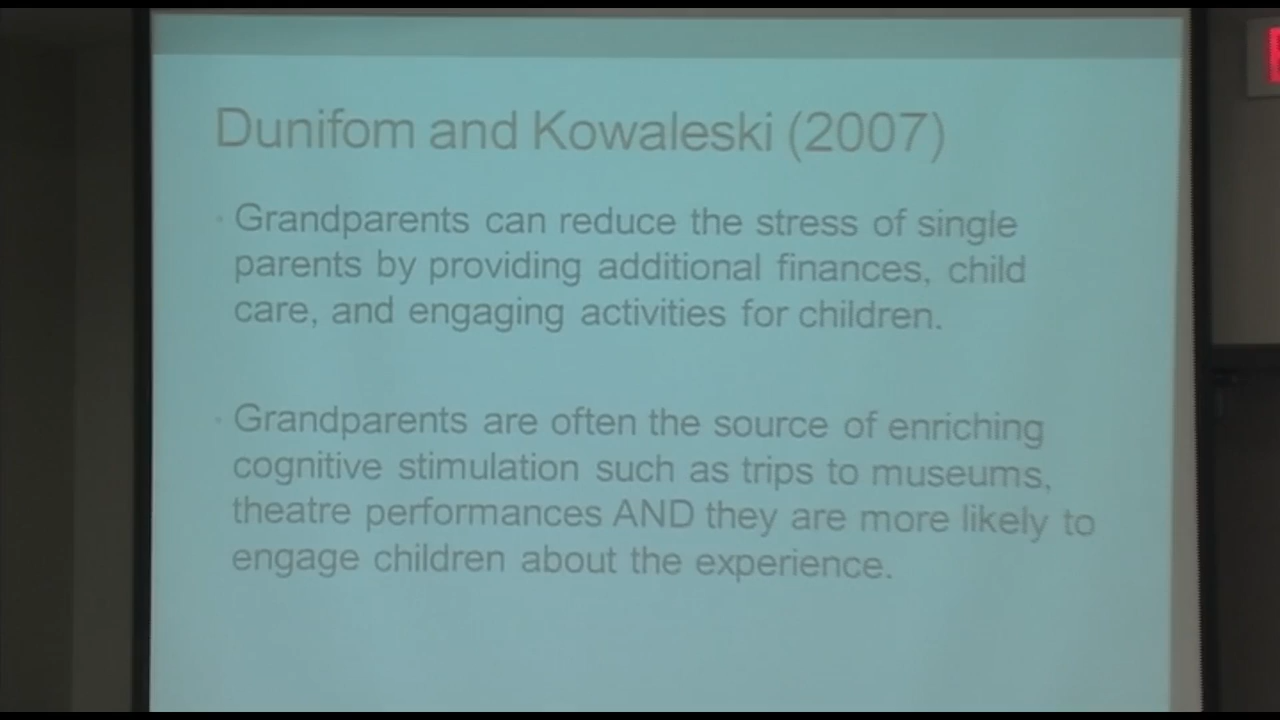 Dunifom and Kowaleski (2007)
· Grandparents can reduce the stress of single
parents by providing additional finances, child
care, and engaging activities for children.
· Grandparents are often the source of enriching
cognitive stimulation such as trips to museums,
theatre performances AND they are more likely to
engage children about the experience.